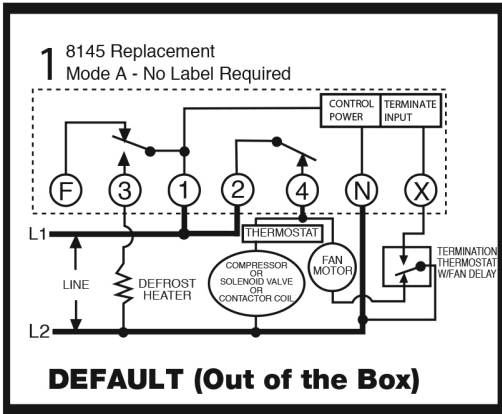 1 8145 Replacement
Mode A - No Label Required
CONTROL POWER
TERMINATE INPUT
F 3 1 2 4 N X
L1
THERMOSTAT
LINE
DEFROST
HEATER
COMPRESSOR
OR
SOLENOID VALVE
OR
CONTACTOR COIL
FAN
MOTOR
TERMINATION
THERMOSTAT
W/FAN DELAY
L2
DEFAULT (Out of the Box)